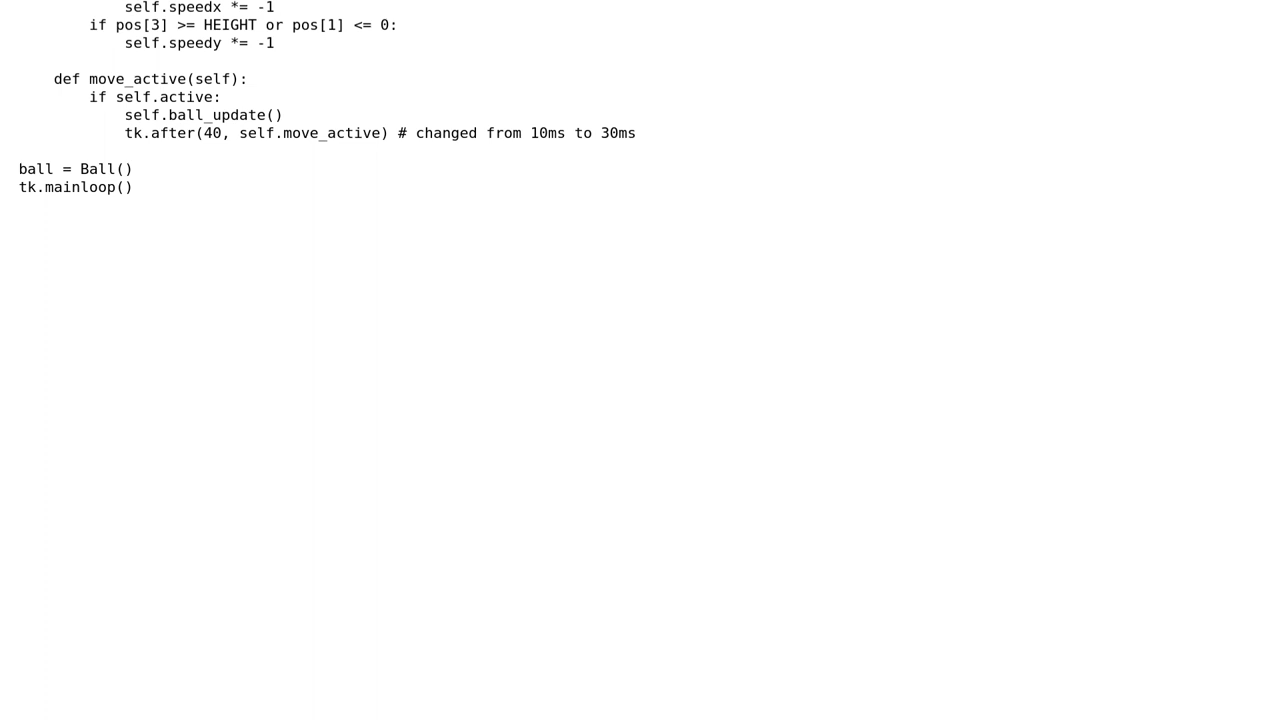 self.speedx *= -1
        if pos[3] >= HEIGHT or pos[1] <= 0:
            self.speedy *= -1

    def move_active(self):
        if self.active:
            self.ball_update()
            tk.after(40, self.move_active) # changed from 10ms to 30ms

ball = Ball()
tk.mainloop()